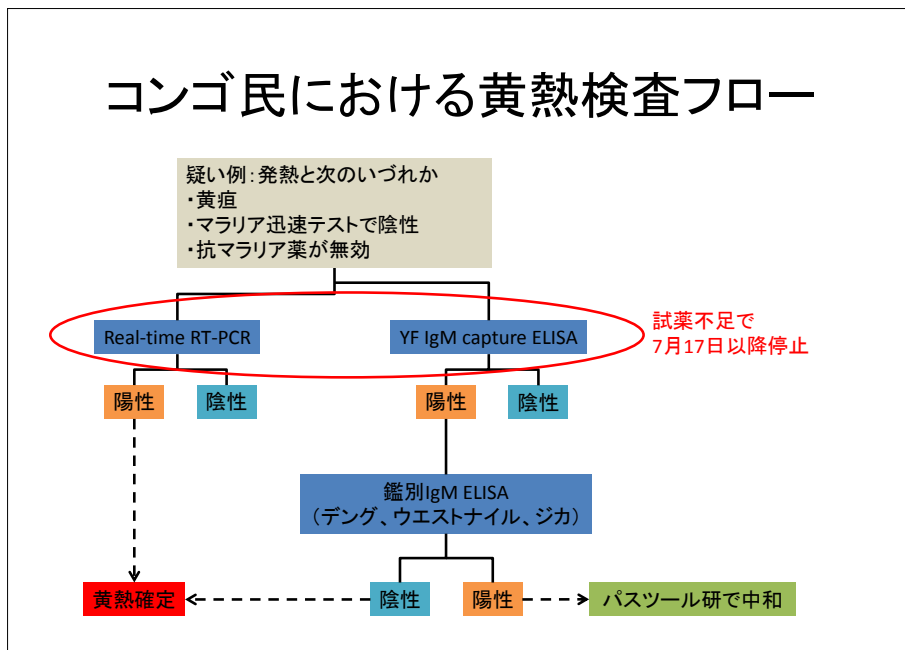 コンゴ民における黄熱検査フロー
疑い例：発熱と次のいづれか
・黄疸
・マラリア迅速テストで陰性
・抗マラリア薬が無効
Real-time RT-PCR
YF IgM capture ELISA
試薬不足で
7月17日以降停止
陽性
陰性
陽性
陰性
鑑別IgM ELISA
（デング、ウエストナイル、ジカ）
黄熱確定
陰性
陽性
パスツール研で中和